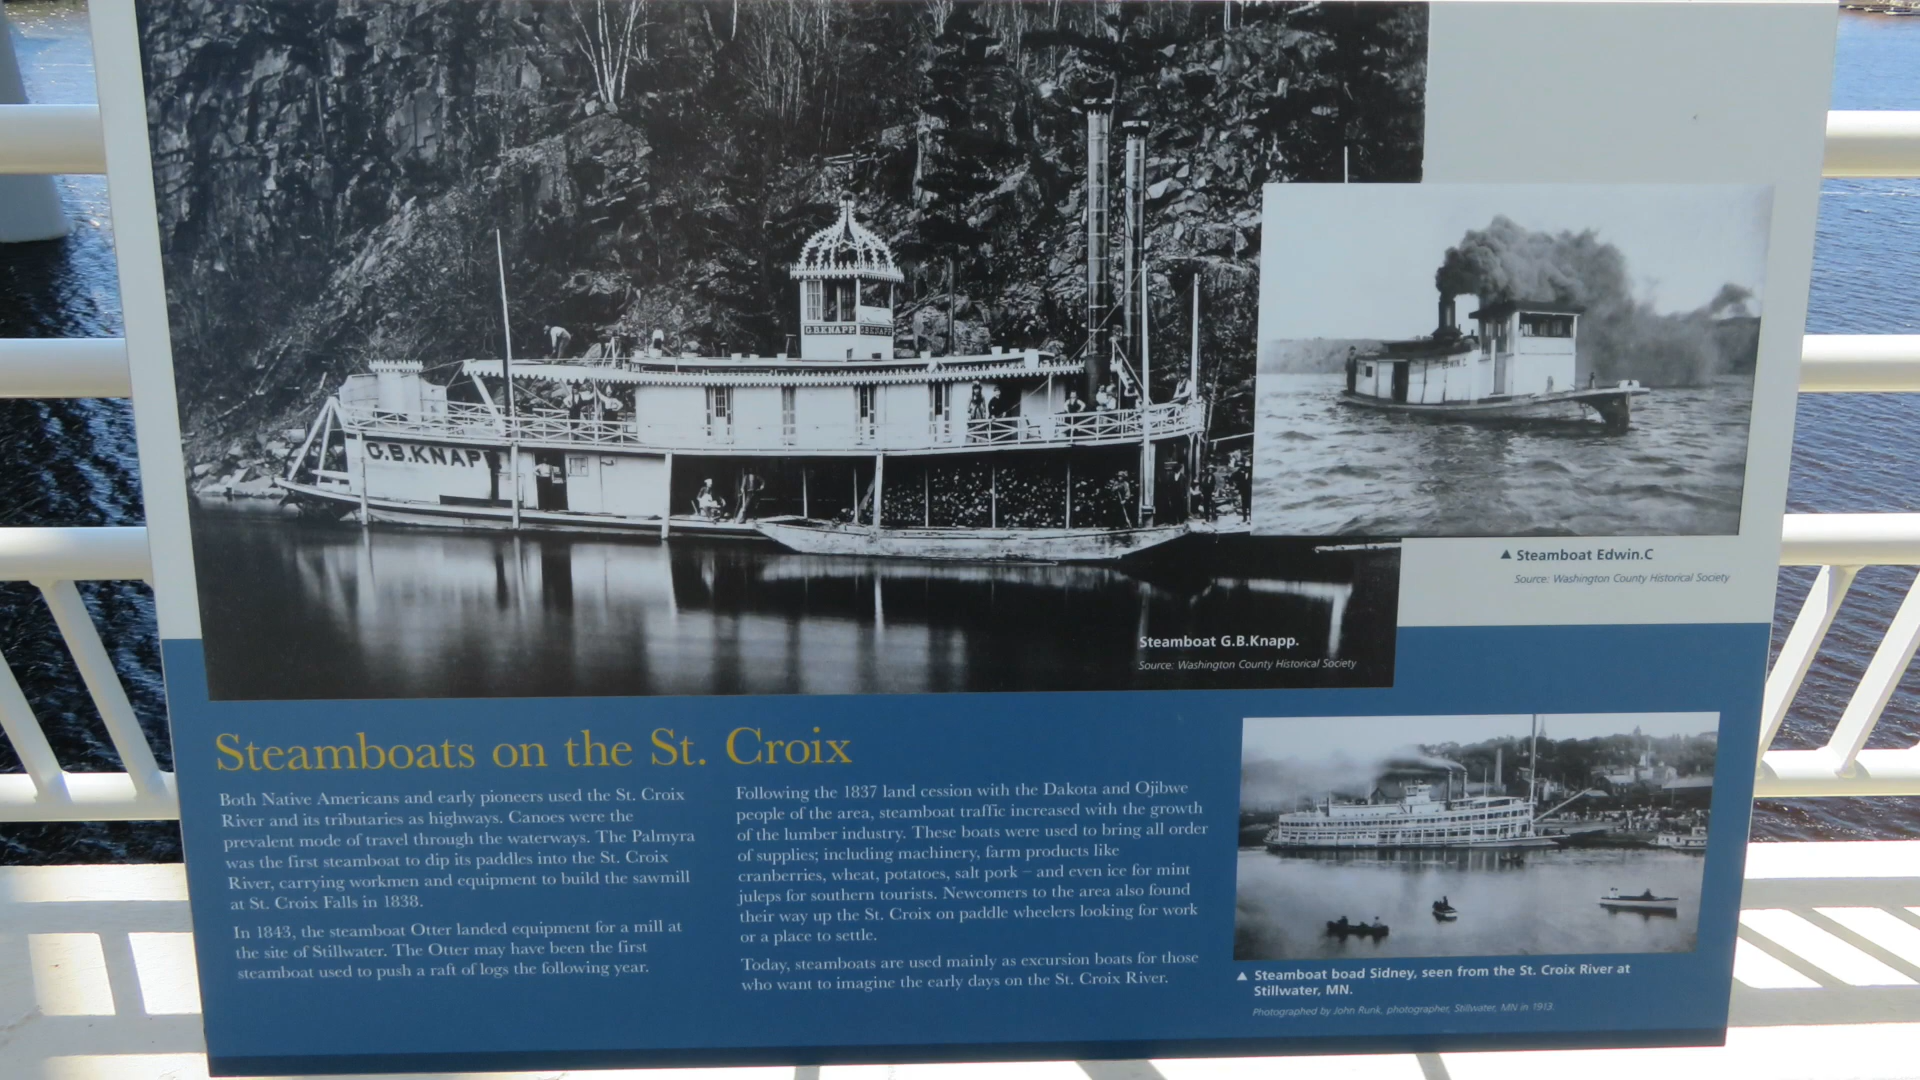 G.B.KNAPP
G.B.KNAPP
G.B.KNAP
EDWIN.C
▲ Steamboat Edwin.C
Source: Washington County Historical Society
Steamboat G.B.Knapp.
Source: Washington County Historical Society
Steamboats on the St. Croix
Both Native Americans and early pioneers used the St. Croix
River and its tributaries as highways. Canoes were the
prevalent mode of travel through the waterways. The Palmyra
was the first steamboat to dip its paddles into the St. Croix
River, carrying workmen and equipment to build the sawmill
at St. Croix Falls in 1838.
In 1843, the steamboat Otter landed equipment for a mill at
the site of Stillwater. The Otter may have been the first
steamboat used to push a raft of logs the following year.
Following the 1837 land cession with the Dakota and Ojibwe
people of the area, steamboat traffic increased with the growth
of the lumber industry. These boats were used to bring all order
of supplies; including machinery, farm products like
cranberries, wheat, potatoes, salt pork – and even ice for mint
juleps for southern tourists. Newcomers to the area also found
their way up the St. Croix on paddle wheelers looking for work
or a place to settle.
Today, steamboats are used mainly as excursion boats for those
who want to imagine the early days on the St. Croix River.
▲ Steamboat boad Sidney, seen from the St. Croix River at
Stillwater, MN.
Photographed by John Runk, photographer, Stillwater, MN in 1913.